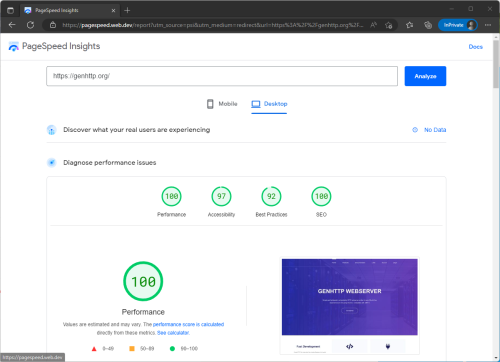 PageSpeed Insights
https://pagespeed.web.dev/report?utm_source=psi&utm_medium=redirect&url=https%3A%2F%2Fgenhttp.org%2F...
InPrivate
PageSpeed Insights
Docs
https://genhttp.org/
Analyze
Mobile
Desktop
Discover what your real users are experiencing
No Data
Diagnose performance issues
100
97
92
100
Performance
Accessibility
Best Practices
SEO
100
Performance
Values are estimated and may vary. The performance score is calculated
directly from these metrics. See calculator.
0–49
50–89
90–100
GENHTTP WEBSERVER
Fast Development
https://pagespeed.web.dev